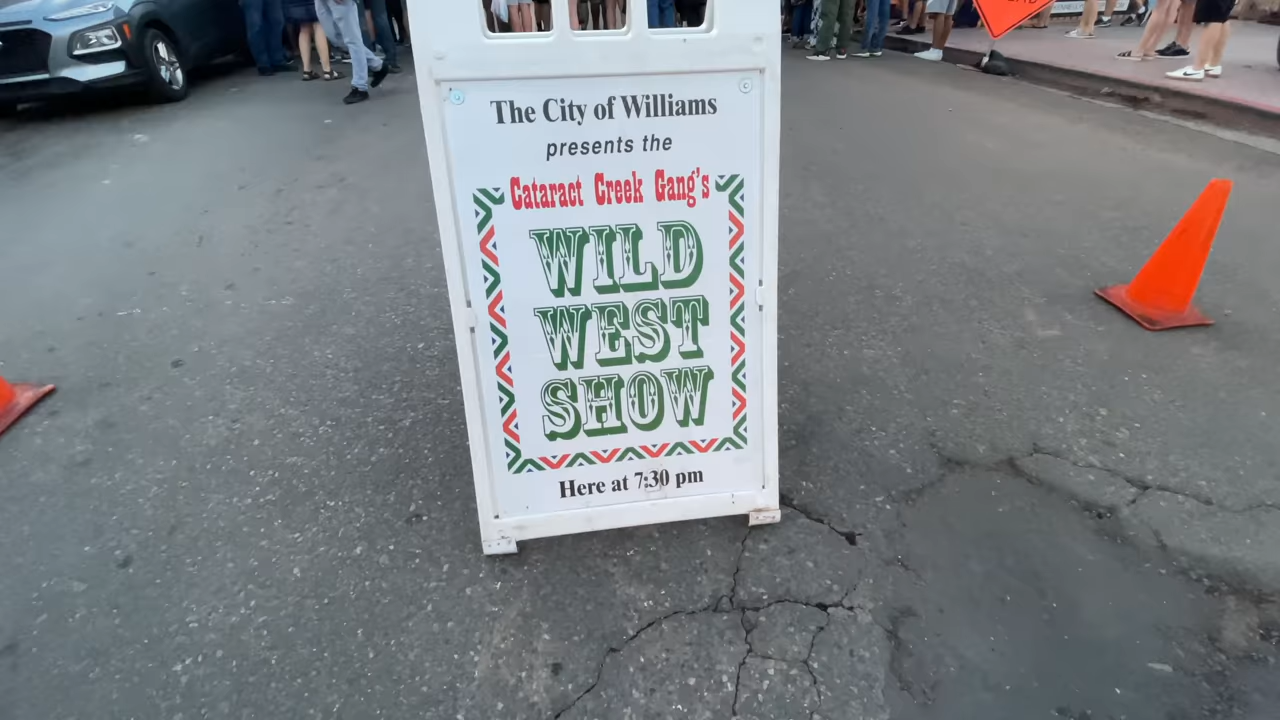 The City of Williams
presents the
Cataract Creek Gang's
WILD
WEST
SHOW
Here at 7:30 pm